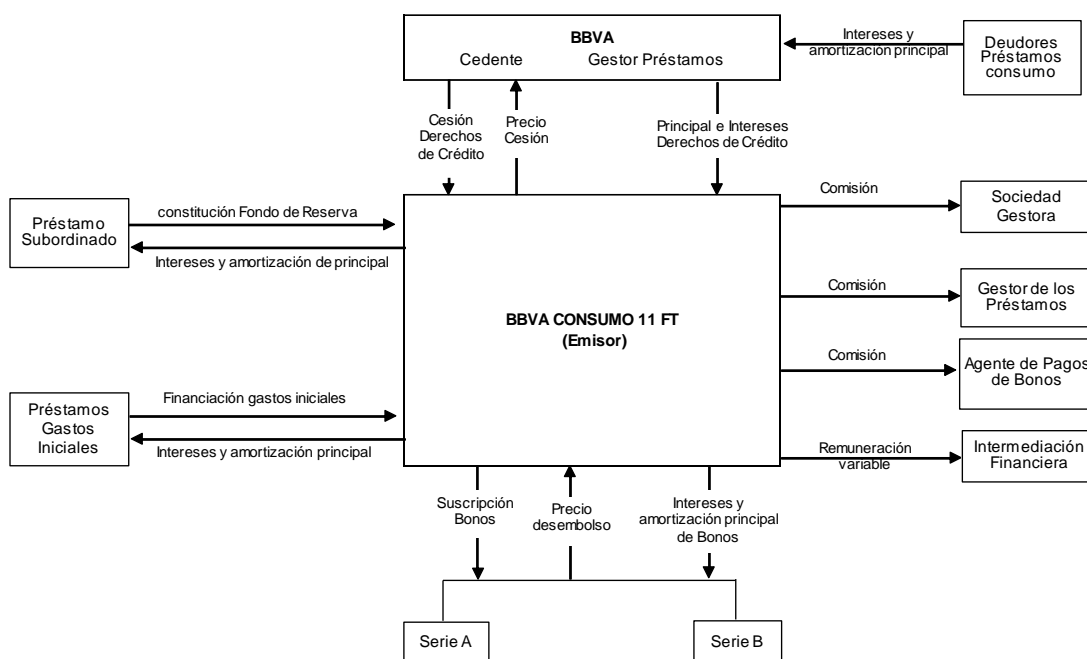 BBVA
Cedente Gestor Préstamos
Intereses y
amortización principal
Deudores
Préstamos
consumo
Cesión
Derechos
de Crédito
Precio
Cesión
Principal e Intereses
Derechos de Crédito
Préstamo
Subordinado
constitución Fondo de Reserva
Intereses y amortización de principal
Comisión
Sociedad
Gestora
Comisión
Gestor de los
Préstamos
BBVA CONSUMO 11 FT
(Emisor)
Comisión
Agente de Pagos
de Bonos
Préstamos
Gastos
Iniciales
Financiación gastos iniciales
Intereses y amortización principal
Remuneración
variable
Intermediación
Financiera
Suscripción
Bonos
Precio
desembolso
Intereses y
amortización principal
de Bonos
Serie A
Serie B